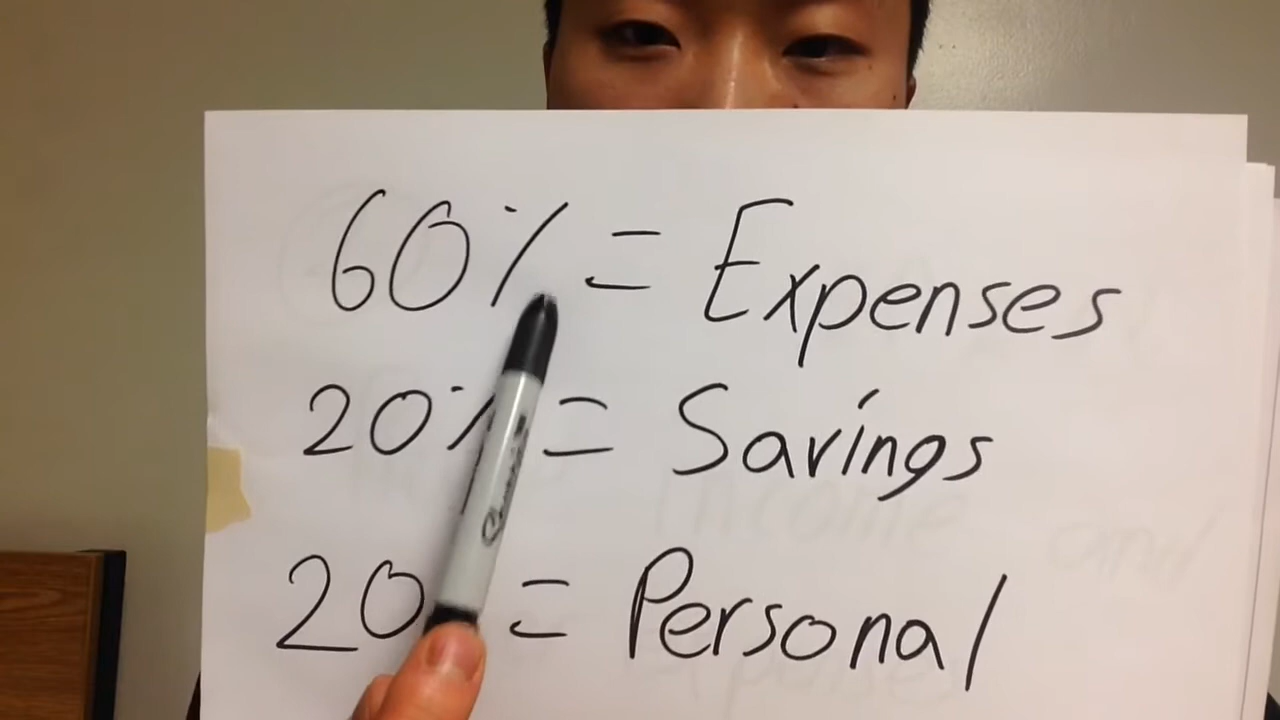 60% = Expenses
20% = Savings
20 = Personal